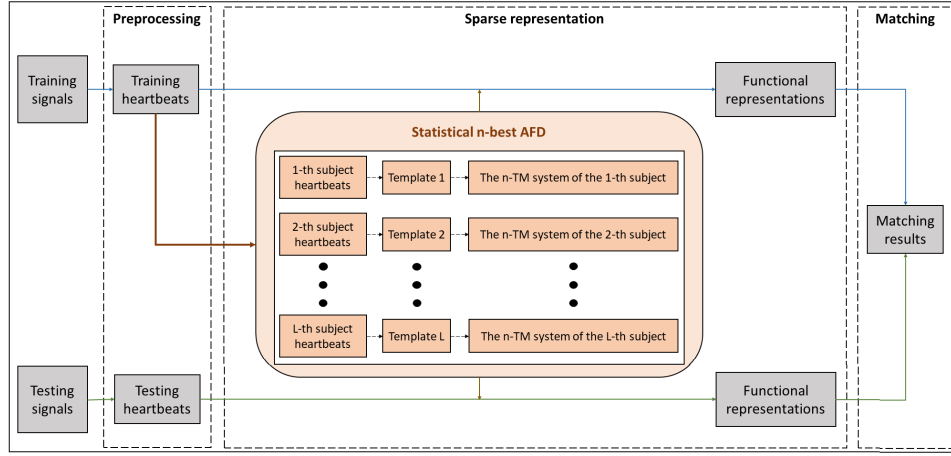 Preprocessing
Sparse representation
Matching
Training
signals
Training
heartbeats
Functional
representations
Statistical n-best AFD
1-th subject
heartbeats
Template 1
The n-TM system of the 1-th subject
2-th subject
heartbeats
Template 2
The n-TM system of the 2-th subject
Matching
results
L-th subject
heartbeats
Template L
The n-TM system of the L-th subject
Testing
signals
Testing
heartbeats
Functional
representations